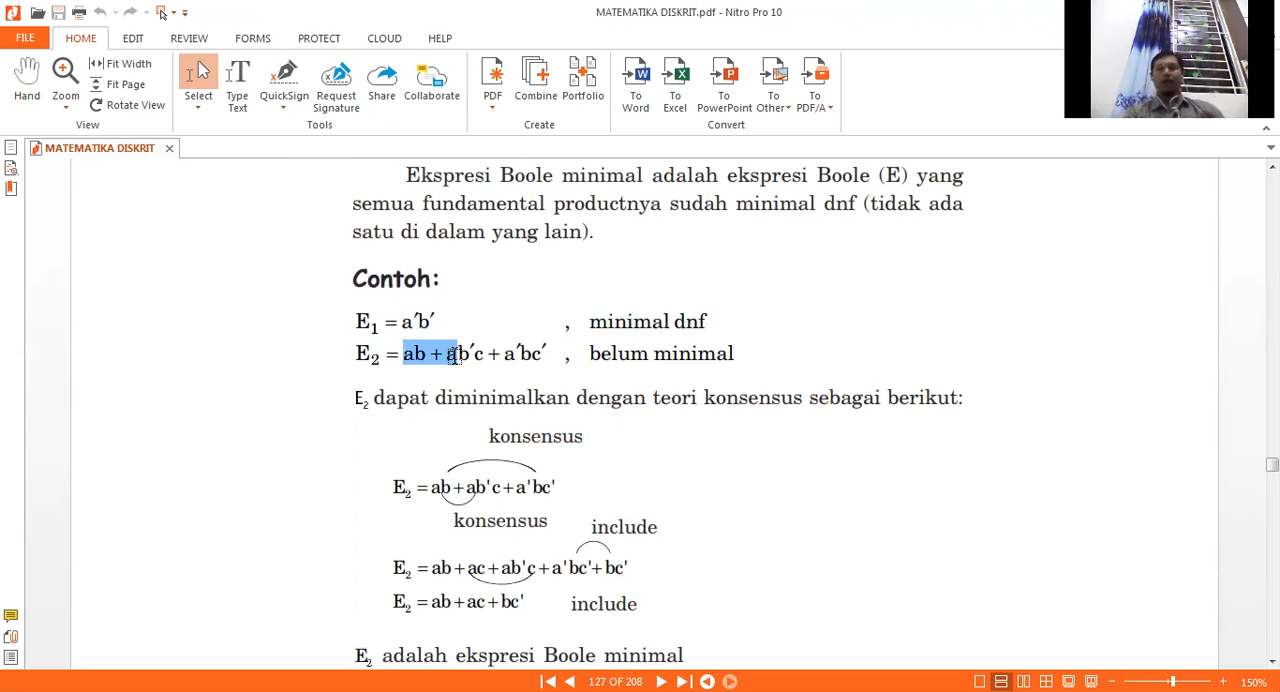 MATEMATIKA DISKRIT.pdf - Nitro Pro 10
FILE HOME EDIT REVIEW FORMS PROTECT CLOUD HELP
Hand Zoom Fit Width Fit Page Rotate View
View
Select Type Text QuickSign Request Signature Share Collaborate
Tools
PDF Combine Portfolio
Create
To Word To Excel To PowerPoint To Other To PDF/A
Convert
MATEMATIKA DISKRIT
Ekspresi Boole minimal adalah ekspresi Boole (E) yang
semua fundamental productnya sudah minimal dnf (tidak ada
satu di dalam yang lain).
Contoh:
E₁ = a′b′ , minimal dnf
E₂ = ab + ab′c + a′bc′ , belum minimal
E₂ dapat diminimalkan dengan teori konsensus sebagai berikut:
konsensus
E₂ = ab+ab'c+a'bc'
konsensus
include
E₂ = ab+ac+ab'c+a'bc'+bc'
E₂ = ab+ac+bc'
include
E₂ adalah ekspresi Boole minimal
127 OF 208
150%